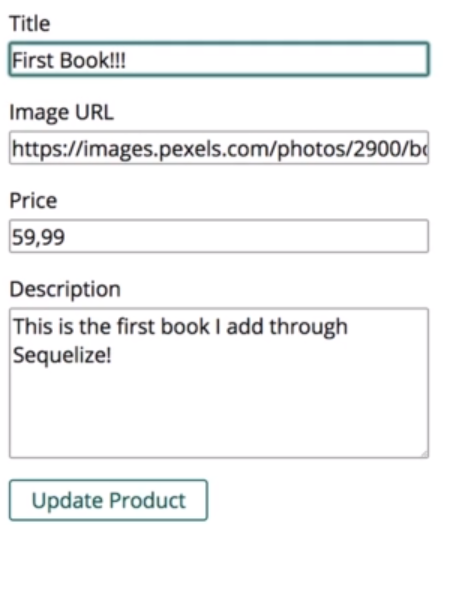 Title
First Book!!!
Image URL
https://images.pexels.com/photos/2900/bo
Price
59,99
Description
This is the first book I add through
Sequelize!
Update Product